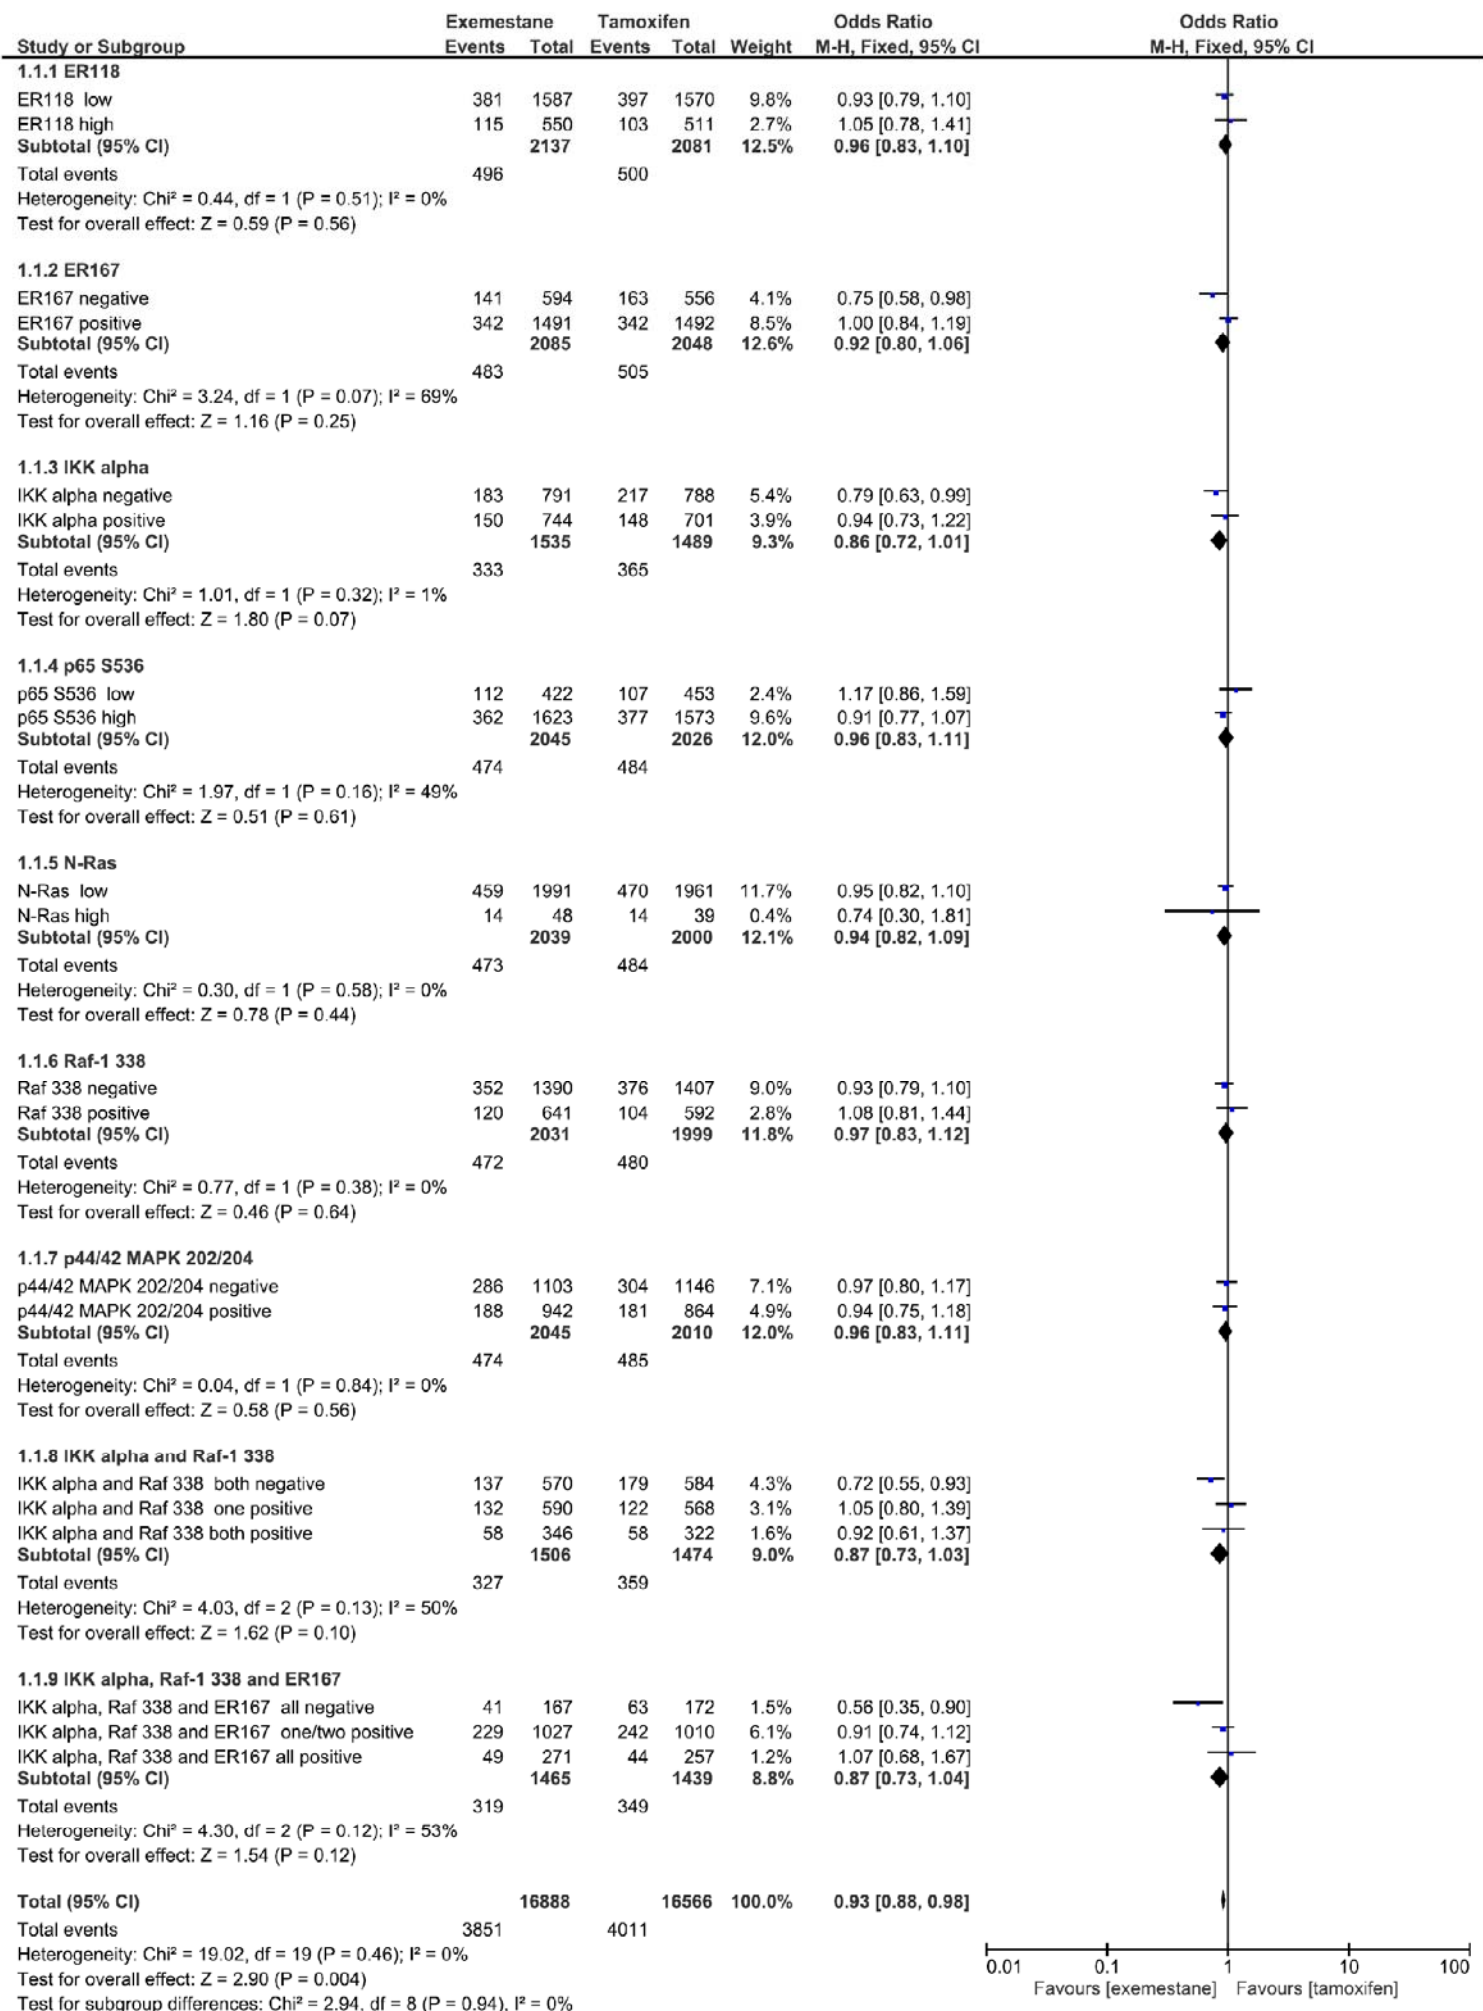 Exemestane Tamoxifen Odds Ratio Odds Ratio
Study or Subgroup Events Total Events Total Weight M-H, Fixed, 95% CI M-H, Fixed, 95% CI
1.1.1 ER118
ER118 low 381 1587 397 1570 9.8% 0.93 [0.79, 1.10]
ER118 high 115 550 103 511 2.7% 1.05 [0.78, 1.41]
Subtotal (95% CI) 2137 2081 12.5% 0.96 [0.83, 1.10]
Total events 496 500
Heterogeneity: Chi² = 0.44, df = 1 (P = 0.51); I² = 0%
Test for overall effect: Z = 0.59 (P = 0.56)
1.1.2 ER167
ER167 negative 141 594 163 556 4.1% 0.75 [0.58, 0.98]
ER167 positive 342 1491 342 1492 8.5% 1.00 [0.84, 1.19]
Subtotal (95% CI) 2085 2048 12.6% 0.92 [0.80, 1.06]
Total events 483 505
Heterogeneity: Chi² = 3.24, df = 1 (P = 0.07); I² = 69%
Test for overall effect: Z = 1.16 (P = 0.25)
1.1.3 IKK alpha
IKK alpha negative 183 791 217 788 5.4% 0.79 [0.63, 0.99]
IKK alpha positive 150 744 148 701 3.9% 0.94 [0.73, 1.22]
Subtotal (95% CI) 1535 1489 9.3% 0.86 [0.72, 1.01]
Total events 333 365
Heterogeneity: Chi² = 1.01, df = 1 (P = 0.32); I² = 1%
Test for overall effect: Z = 1.80 (P = 0.07)
1.1.4 p65 S536
p65 S536 low 112 422 107 453 2.4% 1.17 [0.86, 1.59]
p65 S536 high 362 1623 377 1573 9.6% 0.91 [0.77, 1.07]
Subtotal (95% CI) 2045 2026 12.0% 0.96 [0.83, 1.11]
Total events 474 484
Heterogeneity: Chi² = 1.97, df = 1 (P = 0.16); I² = 49%
Test for overall effect: Z = 0.51 (P = 0.61)
1.1.5 N-Ras
N-Ras low 459 1991 470 1961 11.7% 0.95 [0.82, 1.10]
N-Ras high 14 48 14 39 0.4% 0.74 [0.30, 1.81]
Subtotal (95% CI) 2039 2000 12.1% 0.94 [0.82, 1.09]
Total events 473 484
Heterogeneity: Chi² = 0.30, df = 1 (P = 0.58); I² = 0%
Test for overall effect: Z = 0.78 (P = 0.44)
1.1.6 Raf-1 338
Raf 338 negative 352 1390 376 1407 9.0% 0.93 [0.79, 1.10]
Raf 338 positive 120 641 104 592 2.8% 1.08 [0.81, 1.44]
Subtotal (95% CI) 2031 1999 11.8% 0.97 [0.83, 1.12]
Total events 472 480
Heterogeneity: Chi² = 0.77, df = 1 (P = 0.38); I² = 0%
Test for overall effect: Z = 0.46 (P = 0.64)
1.1.7 p44/42 MAPK 202/204
p44/42 MAPK 202/204 negative 286 1103 304 1146 7.1% 0.97 [0.80, 1.17]
p44/42 MAPK 202/204 positive 188 942 181 864 4.9% 0.94 [0.75, 1.18]
Subtotal (95% CI) 2045 2010 12.0% 0.96 [0.83, 1.11]
Total events 474 485
Heterogeneity: Chi² = 0.04, df = 1 (P = 0.84); I² = 0%
Test for overall effect: Z = 0.58 (P = 0.56)
1.1.8 IKK alpha and Raf-1 338
IKK alpha and Raf 338 both negative 137 570 179 584 4.3% 0.72 [0.55, 0.93]
IKK alpha and Raf 338 one positive 132 590 122 568 3.1% 1.05 [0.80, 1.39]
IKK alpha and Raf 338 both positive 58 346 58 322 1.6% 0.92 [0.61, 1.37]
Subtotal (95% CI) 1506 1474 9.0% 0.87 [0.73, 1.03]
Total events 327 359
Heterogeneity: Chi² = 4.03, df = 2 (P = 0.13); I² = 50%
Test for overall effect: Z = 1.62 (P = 0.10)
1.1.9 IKK alpha, Raf-1 338 and ER167
IKK alpha, Raf 338 and ER167 all negative 41 167 63 172 1.5% 0.56 [0.35, 0.90]
IKK alpha, Raf 338 and ER167 one/two positive 229 1027 242 1010 6.1% 0.91 [0.74, 1.12]
IKK alpha, Raf 338 and ER167 all positive 49 271 44 257 1.2% 1.07 [0.68, 1.67]
Subtotal (95% CI) 1465 1439 8.8% 0.87 [0.73, 1.04]
Total events 319 349
Heterogeneity: Chi² = 4.30, df = 2 (P = 0.12); I² = 53%
Test for overall effect: Z = 1.54 (P = 0.12)
Total (95% CI) 16888 16566 100.0% 0.93 [0.88, 0.98]
Total events 3851 4011
Heterogeneity: Chi² = 19.02, df = 19 (P = 0.46); I² = 0%
Test for overall effect: Z = 2.90 (P = 0.004)
Test for subgroup differences: Chi² = 2.94, df = 8 (P = 0.94), I² = 0%
0.01 0.1 1 10 100
Favours [exemestane] Favours [tamoxifen]